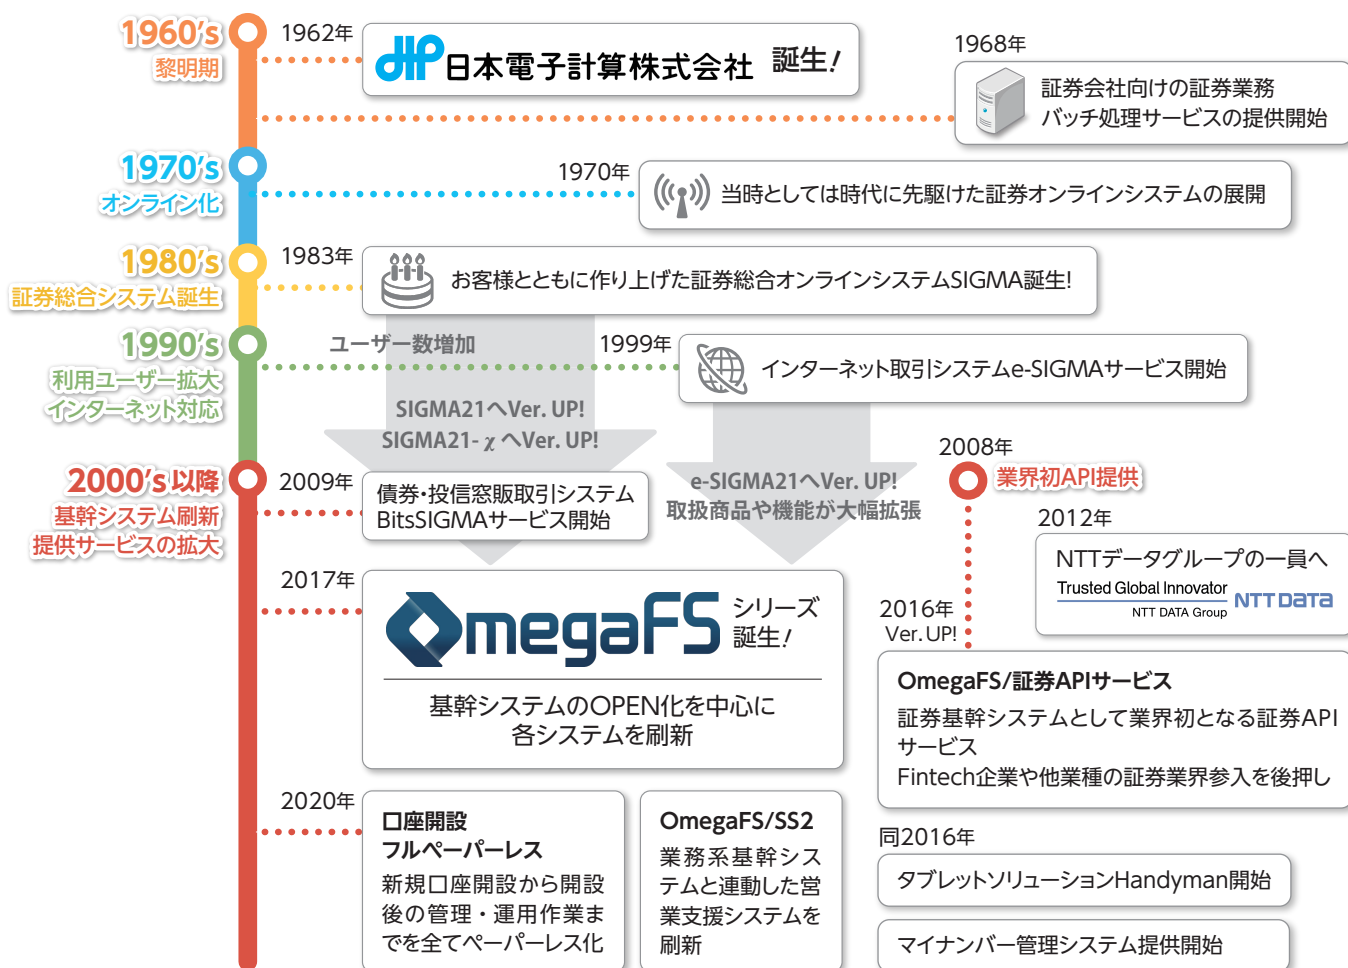 1960's
黎明期
1962年
JIP日本電子計算株式会社 誕生!
1968年
証券会社向けの証券業務
バッチ処理サービスの提供開始
1970's
オンライン化
1970年
当時としては時代に先駆けた証券オンラインシステムの展開
1980's
証券総合システム誕生
1983年
お客様とともに作り上げた証券総合オンラインシステムSIGMA誕生!
1990's
利用ユーザー拡大
インターネット対応
ユーザー数増加
1999年
インターネット取引システムe-SIGMAサービス開始
SIGMA21へVer. UP!
SIGMA21-χへVer. UP!
e-SIGMA21へVer. UP!
取扱商品や機能が大幅拡張
2000's 以降
基幹システム刷新
提供サービスの拡大
2009年
債券・投信窓販取引システム
BitsSIGMAサービス開始
2008年
業界初API提供
2012年
NTTデータグループの一員へ
Trusted Global Innovator
NTT DATA Group
NTT DATA
2016年
Ver. UP!
OmegaFS/証券APIサービス
証券基幹システムとして業界初となる証券API
サービス
Fintech企業や他業種の証券業界参入を後押し
2017年
OmegaFS シリーズ
誕生!
基幹システムのOPEN化を中心に
各システムを刷新
2020年
口座開設
フルペーパーレス
新規口座開設から開設
後の管理・運用作業ま
でを全てペーパーレス化
OmegaFS/SS2
業務系基幹シス
テムと連動した営
業支援システムを
刷新
同2016年
タブレットソリューションHandyman開始
マイナンバー管理システム提供開始